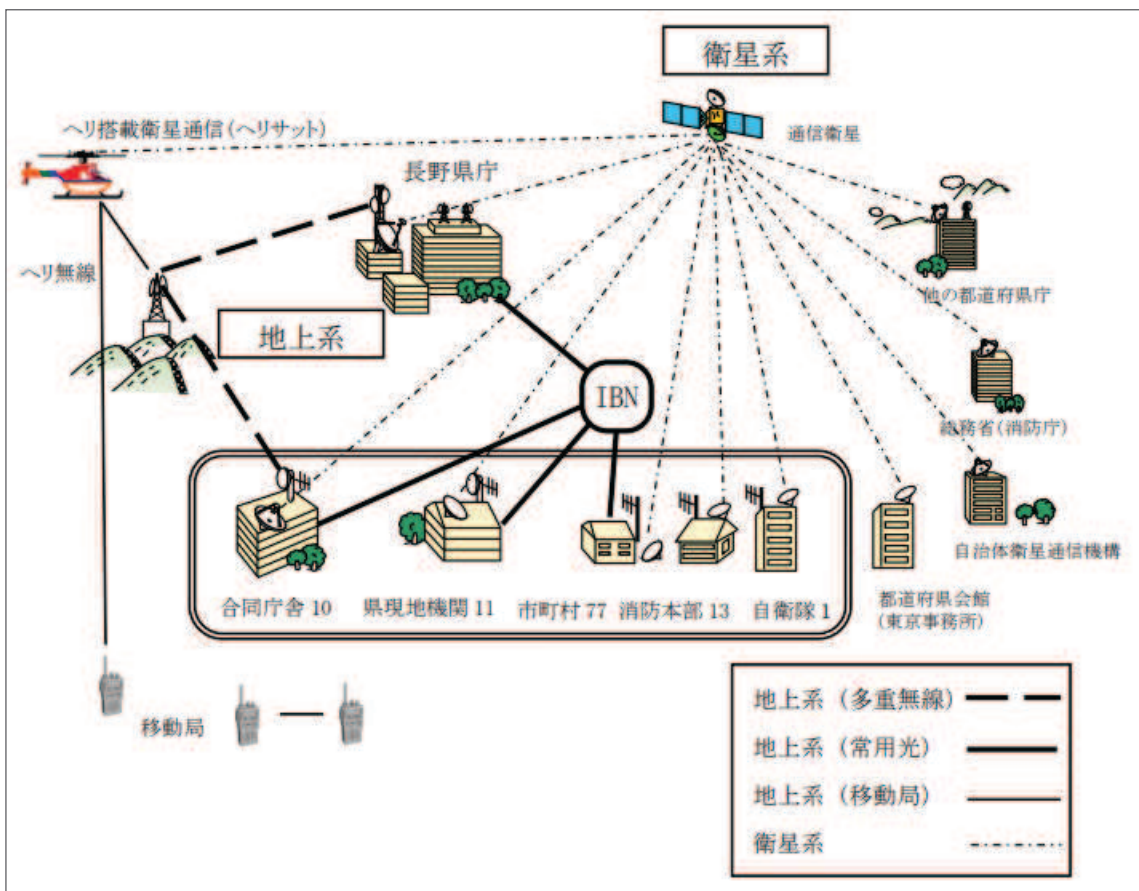 衛星系
ヘリ搭載衛星通信(ヘリサット)
通信衛星
長野県庁
ヘリ無線
他の都道府県庁
地上系
IBN
総務省(消防庁)
自治体衛星通信機構
合同庁舎 10
県現地機関 11
市町村 77
消防本部 13
自衛隊 1
都道府県会館
(東京事務所)
移動局
地上系（多重無線）
地上系（常用光）
地上系（移動局）
衛星系